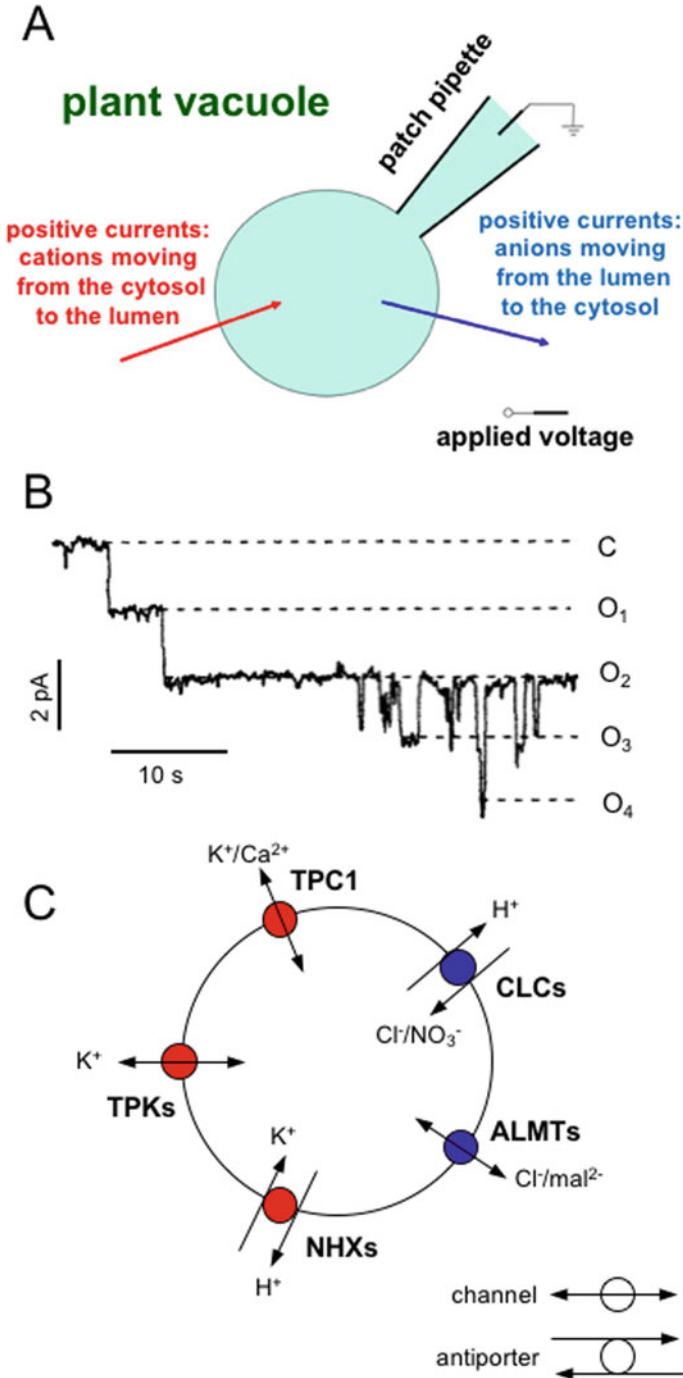 A
plant vacuole
patch pipette
positive currents:
cations moving
from the cytosol
to the lumen
positive currents:
anions moving
from the lumen
to the cytosol
applied voltage
B
C
O₁
O₂
O₃
O₄
2 pA
10 s
C
K⁺/Ca²⁺
TPC1
H⁺
CLCs
Cl⁻/NO₃⁻
K⁺
TPKs
ALMTs
Cl⁻/mal²⁻
K⁺
NHXs
H⁺
channel
antiporter